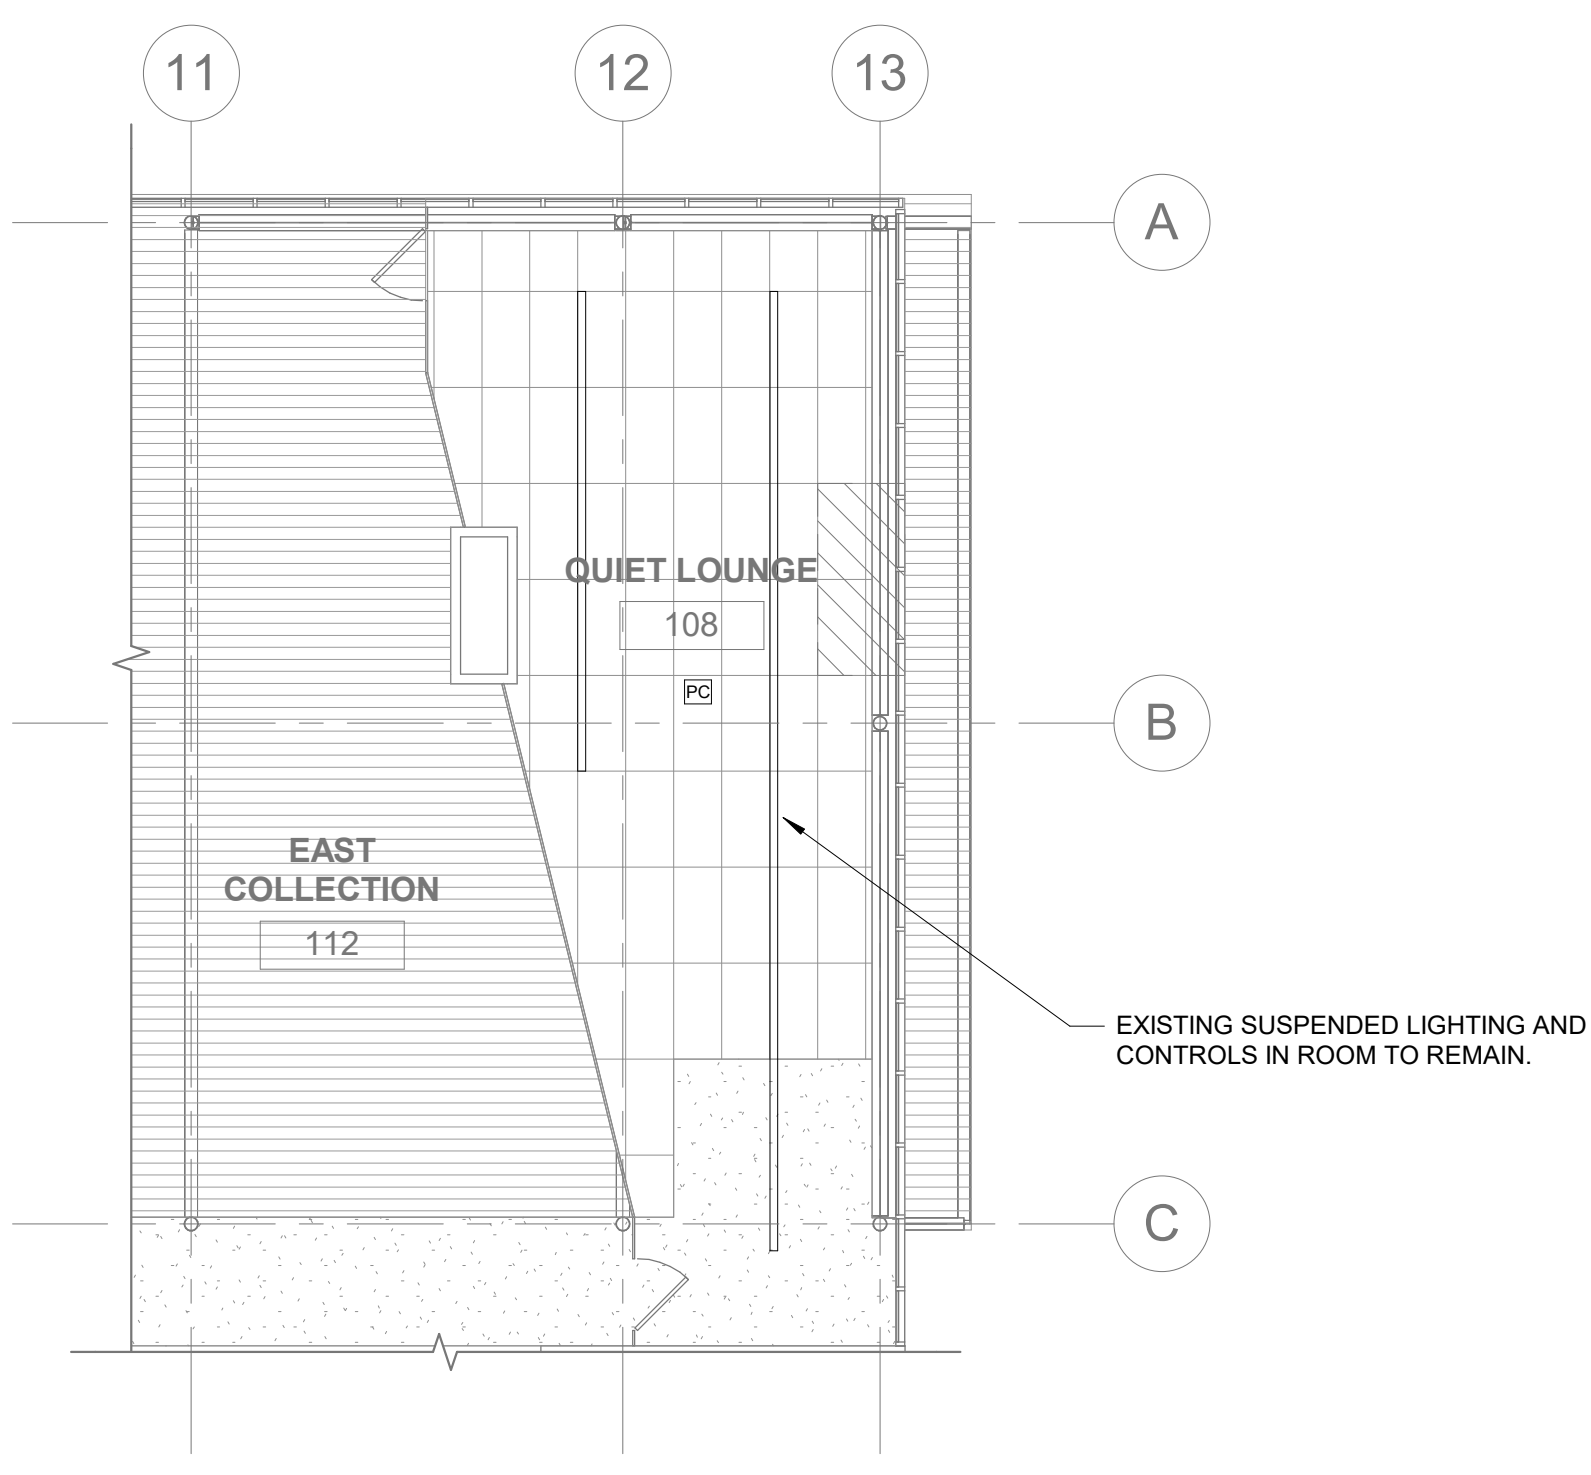 11
12
13
A
QUIET LOUNGE
108
PC
B
EAST
COLLECTION
112
EXISTING SUSPENDED LIGHTING AND
CONTROLS IN ROOM TO REMAIN.
C